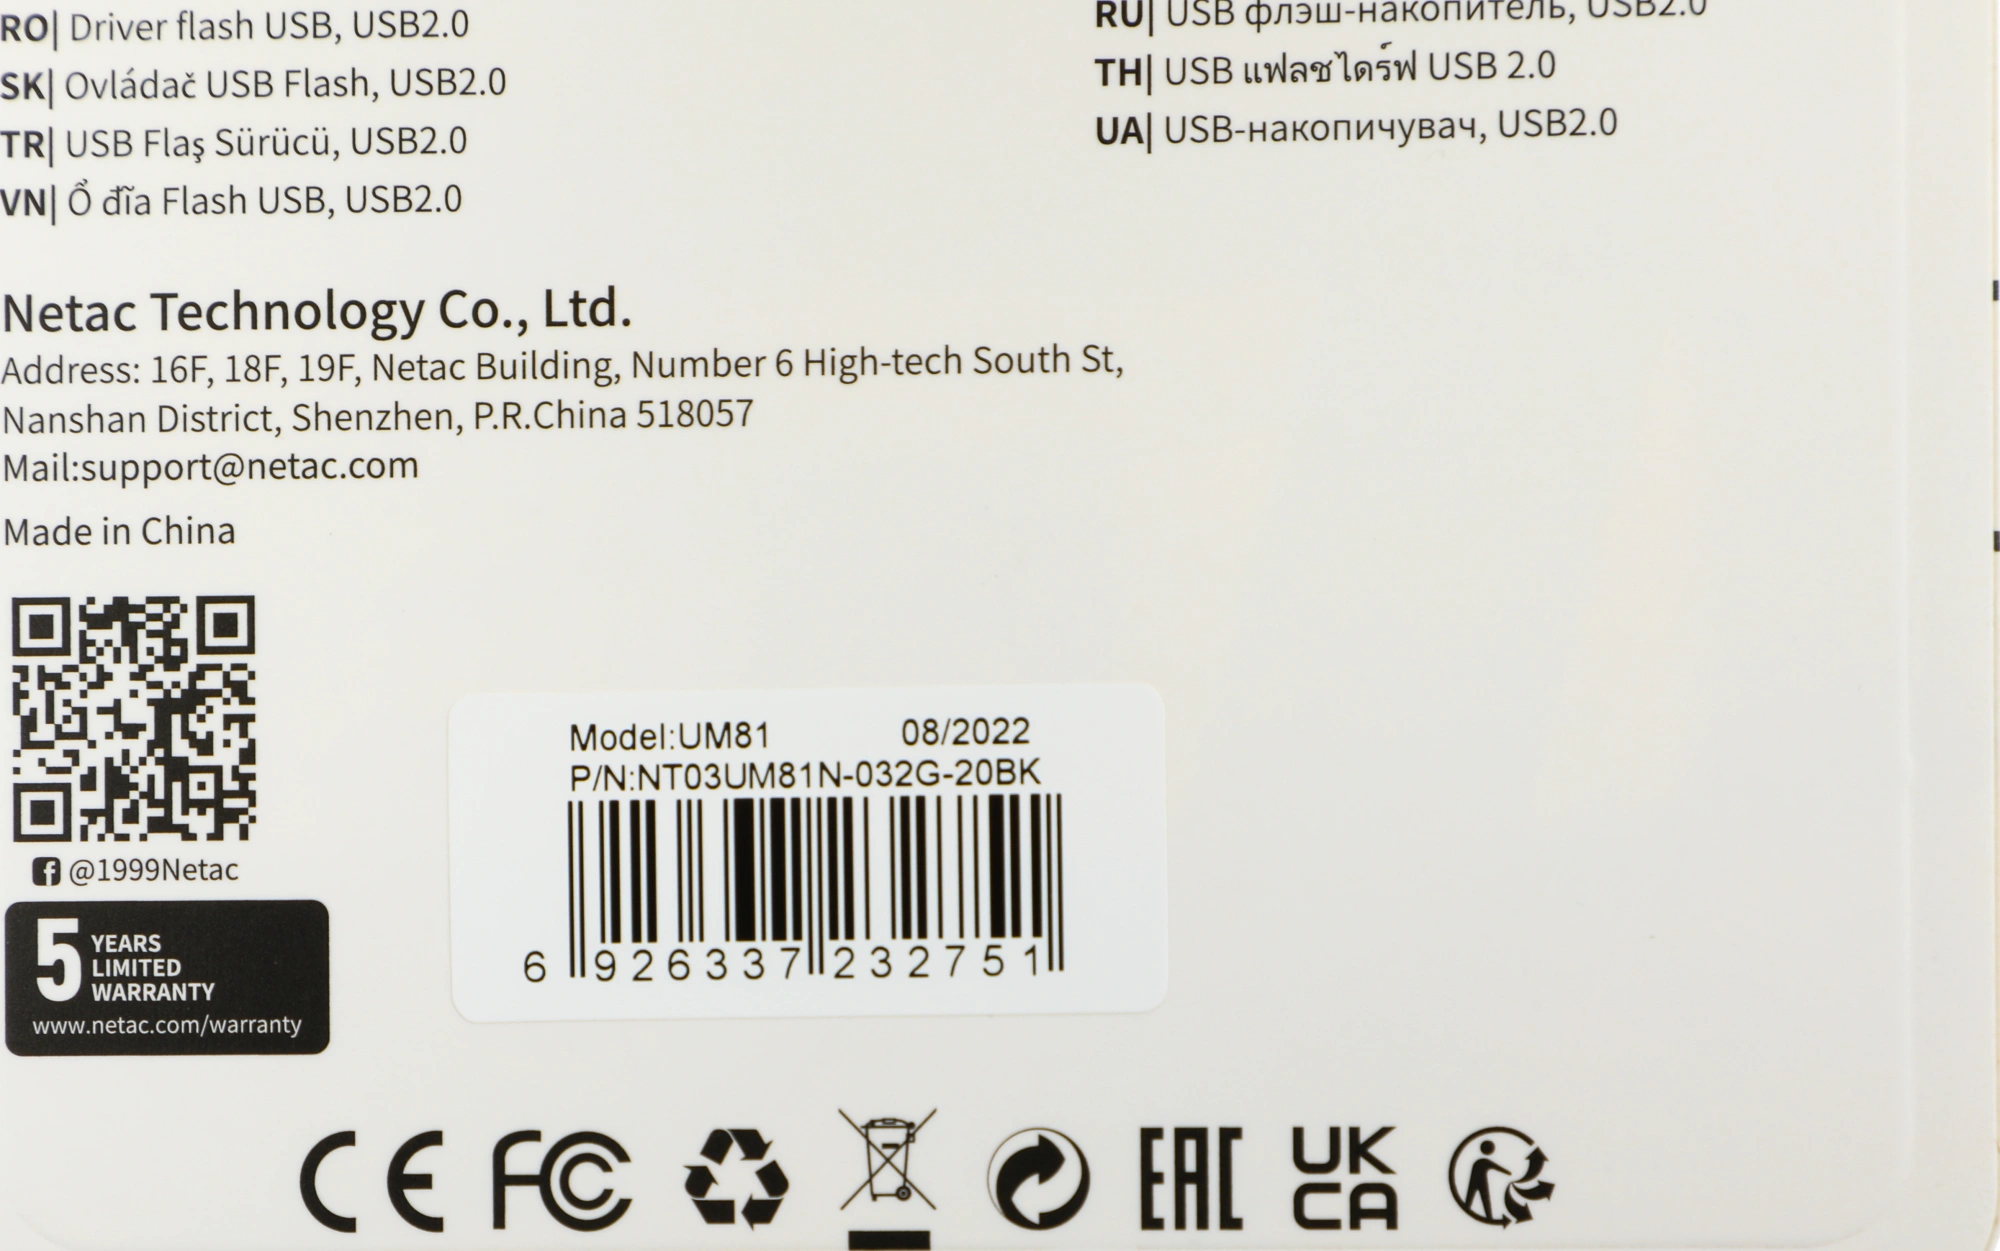 RO| Driver flash USB, USB2.0
SK| Ovládač USB Flash, USB2.0
TR| USB Flaş Sürücü, USB2.0
VN| Ổ đĩa Flash USB, USB2.0
RU| USB флэш-накопитель, USB2.0
TH| USB แฟลชไดร์ฟ USB 2.0
UA| USB-накопичувач, USB2.0
Netac Technology Co., Ltd.
Address: 16F, 18F, 19F, Netac Building, Number 6 High-tech South St,
Nanshan District, Shenzhen, P.R.China 518057
Mail:support@netac.com
Made in China
@1999Netac
5 YEARS
LIMITED
WARRANTY
www.netac.com/warranty
Model:UM81 08/2022
P/N:NT03UM81N-032G-20BK
6 926337 232751
CE FC EAC UK
CA